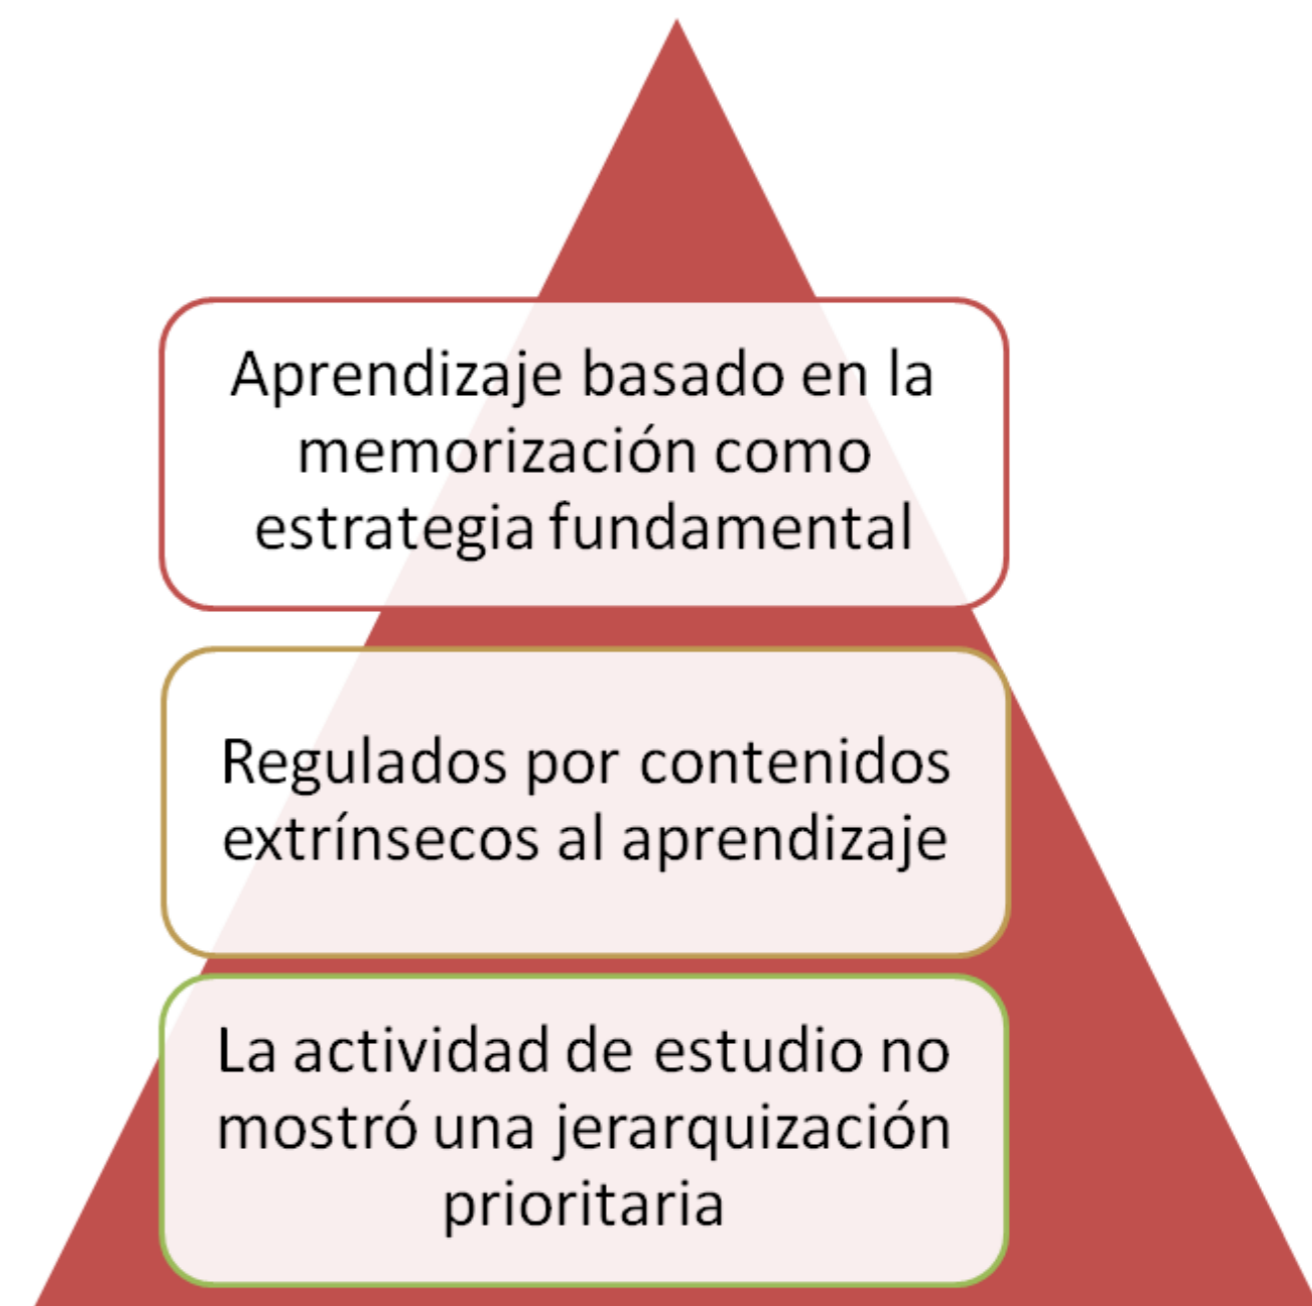 Aprendizaje basado en la
memorización como
estrategia fundamental
Regulados por contenidos
extrínsecos al aprendizaje
La actividad de estudio no
mostró una jerarquización
prioritaria